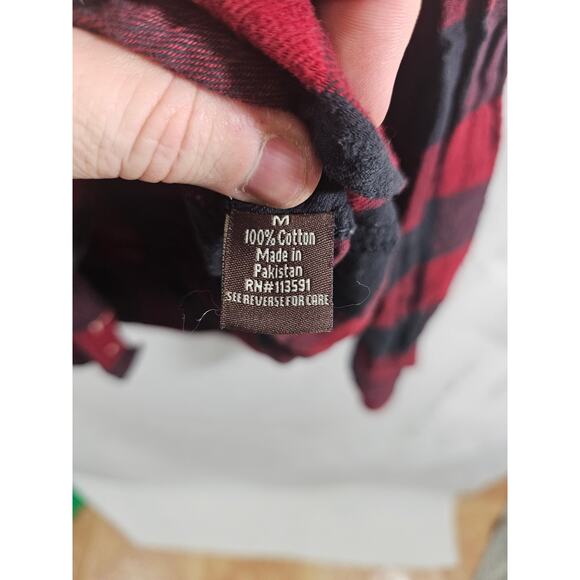 M
100% Cotton
Made in
Pakistan
RN#113591
SEE REVERSE FOR CARE